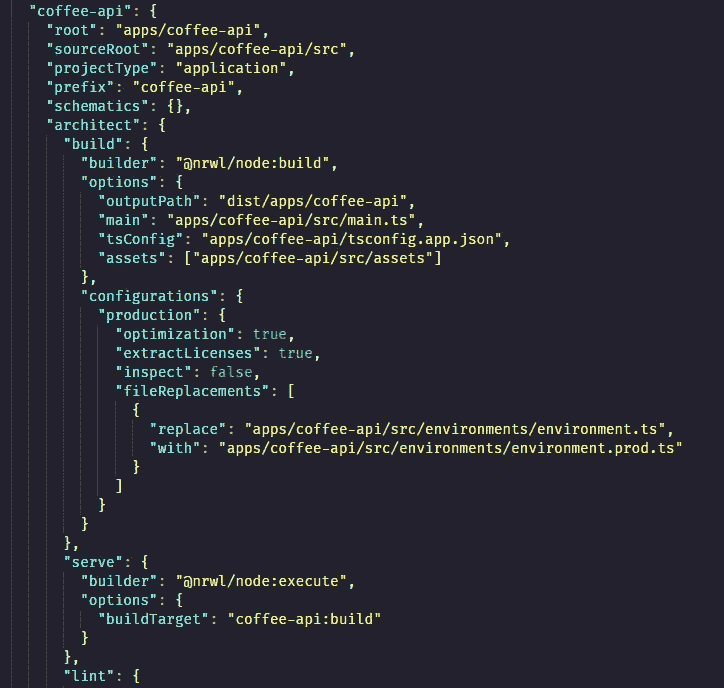 "coffee-api": {
"root": "apps/coffee-api",
"sourceRoot": "apps/coffee-api/src",
"projectType": "application",
"prefix": "coffee-api",
"schematics": {},
"architect": {
"build": {
"builder": "@nrwl/node:build",
"options": {
"outputPath": "dist/apps/coffee-api",
"main": "apps/coffee-api/src/main.ts",
"tsConfig": "apps/coffee-api/tsconfig.app.json",
"assets": ["apps/coffee-api/src/assets"]
},
"configurations": {
"production": {
"optimization": true,
"extractLicenses": true,
"inspect": false,
"fileReplacements": [
{
"replace": "apps/coffee-api/src/environments/environment.ts",
"with": "apps/coffee-api/src/environments/environment.prod.ts"
}
]
}
}
},
"serve": {
"builder": "@nrwl/node:execute",
"options": {
"buildTarget": "coffee-api:build"
}
},
"lint": {